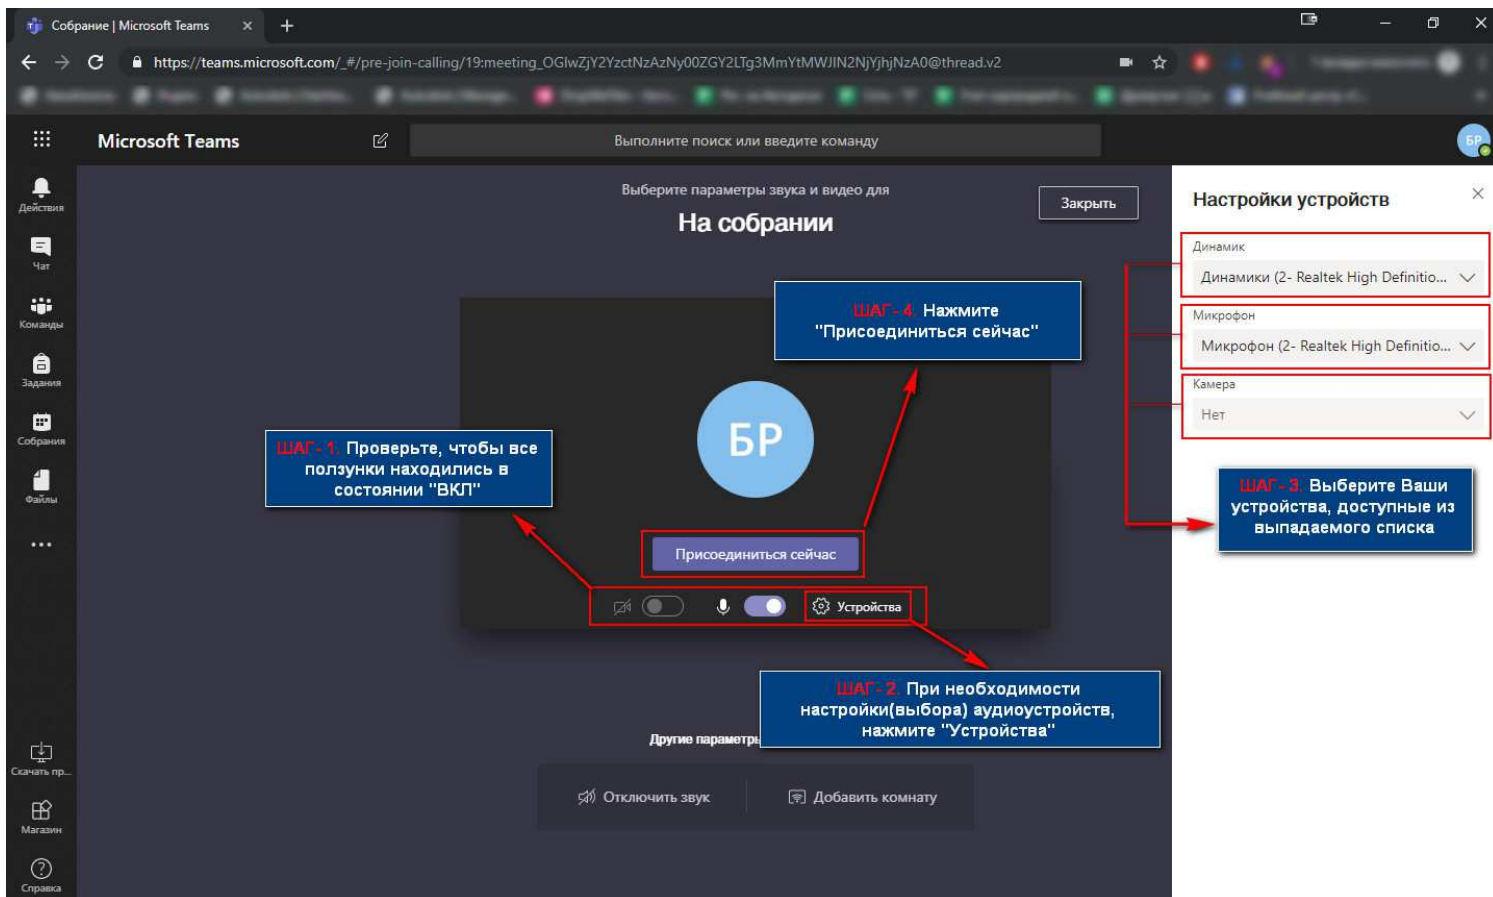 Собрание | Microsoft Teams
https://teams.microsoft.com/_#/pre-join-calling/19:meeting_OGIwZjY2YzctNzAzNy00ZGY2LTg3MmYtMWJlN2NjYjhjNzA0@thread.v2
Microsoft Teams
Выполните поиск или введите команду
БР
Действия
Чат
Команды
Задания
Собрания
Файлы
Скачать пр...
Магазин
Справка
Выберите параметры звука и видео для
На собрании
Закрыть
ШАГ- 4. Нажмите
"Присоединиться сейчас"
БР
ШАГ- 1. Проверьте, чтобы все
ползунки находились в
состоянии "ВКЛ"
Присоединиться сейчас
Устройства
ШАГ- 2. При необходимости
настройки(выбора) аудиоустройств,
нажмите "Устройства"
Другие параметры
Отключить звук
Добавить комнату
Настройки устройств
Динамик
Динамики (2- Realtek High Definitio...
Микрофон
Микрофон (2- Realtek High Definitio...
Камера
Нет
ШАГ- 3. Выберите Ваши
устройства, доступные из
выпадаемого списка